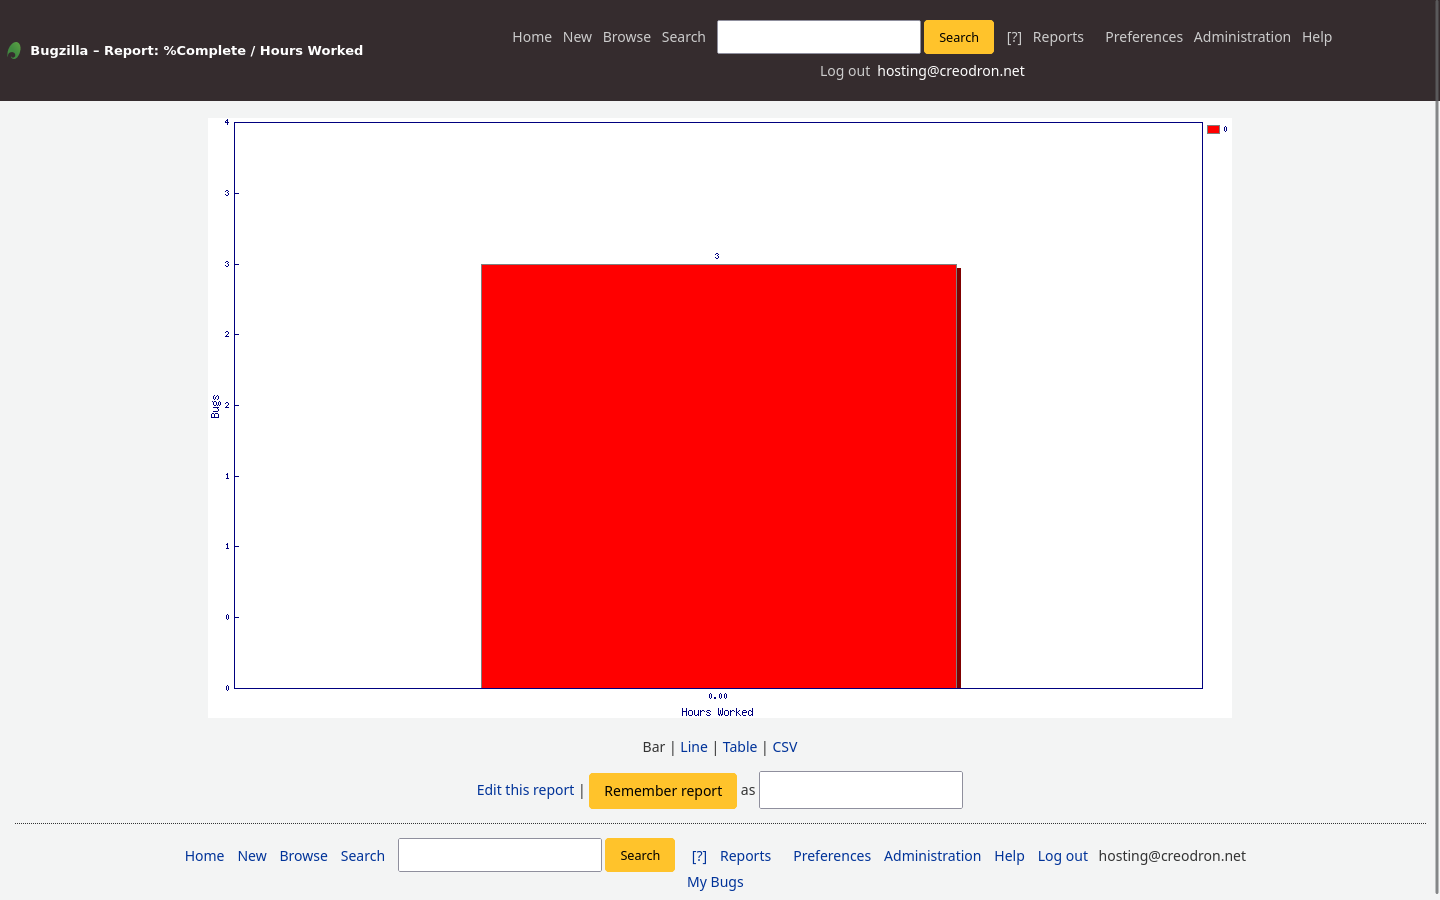 Bugzilla – Report: %Complete / Hours Worked
Home New Browse Search Search [?] Reports Preferences Administration Help
Log out hosting@creodron.net
4
3
3
2
2
1
1
0
0
Bugs
3
0
0.00
Hours Worked
Bar | Line | Table | CSV
Edit this report | Remember report as
Home New Browse Search Search [?] Reports Preferences Administration Help Log out hosting@creodron.net
My Bugs